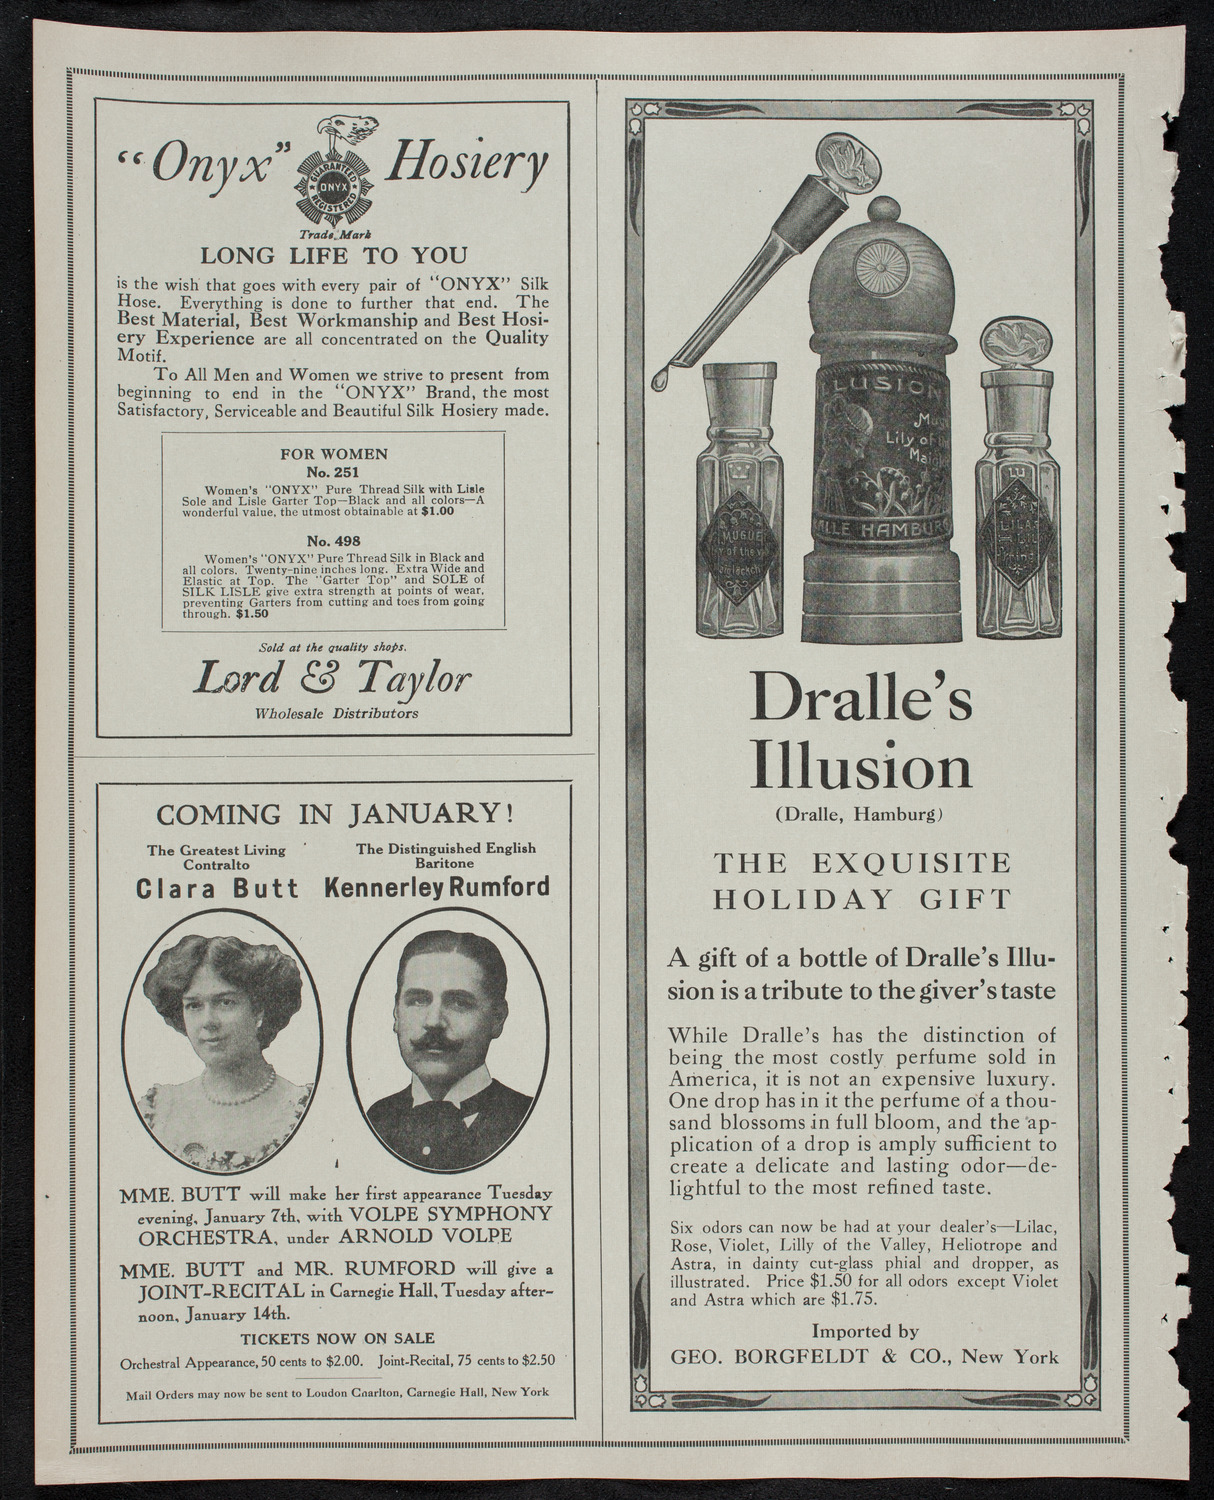 "Onyx" Hosiery
GUARANTEED
ONYX
REGISTERED
Trade Mark
LONG LIFE TO YOU
is the wish that goes with every pair of "ONYX" Silk
Hose. Everything is done to further that end. The
Best Material, Best Workmanship and Best Hosi-
ery Experience are all concentrated on the Quality
Motif.
To All Men and Women we strive to present from
beginning to end in the "ONYX" Brand, the most
Satisfactory, Serviceable and Beautiful Silk Hosiery made.
FOR WOMEN
No. 251
Women's "ONYX" Pure Thread Silk with Lisle
Sole and Lisle Garter Top—Black and all colors—A
wonderful value, the utmost obtainable at $1.00
No. 498
Women's "ONYX" Pure Thread Silk in Black and
all colors. Twenty-nine inches long. Extra Wide and
Elastic at Top. The "Garter Top" and SOLE of
SILK LISLE give extra strength at points of wear,
preventing Garters from cutting and toes from going
through. $1.50
Sold at the quality shops.
Lord & Taylor
Wholesale Distributors
COMING IN JANUARY!
The Greatest Living
Contralto
Clara Butt
The Distinguished English
Baritone
Kennerley Rumford
MME. BUTT will make her first appearance Tuesday
evening, January 7th, with VOLPE SYMPHONY
ORCHESTRA, under ARNOLD VOLPE
MME. BUTT and MR. RUMFORD will give a
JOINT-RECITAL in Carnegie Hall, Tuesday after-
noon, January 14th.
TICKETS NOW ON SALE
Orchestral Appearance, 50 cents to $2.00. Joint-Recital, 75 cents to $2.50
Mail Orders may now be sent to Loudon Cnarlton, Carnegie Hall, New York
LLUSION
Mug
Lily of
HAMBURG
MUGUE
y of the v
LILAS
Dralle's
Illusion
(Dralle, Hamburg)
THE EXQUISITE
HOLIDAY GIFT
A gift of a bottle of Dralle's Illu-
sion is a tribute to the giver's taste
While Dralle's has the distinction of
being the most costly perfume sold in
America, it is not an expensive luxury.
One drop has in it the perfume of a thou-
sand blossoms in full bloom, and the ap-
plication of a drop is amply sufficient to
create a delicate and lasting odor—de-
lightful to the most refined taste.
Six odors can now be had at your dealer's—Lilac,
Rose, Violet, Lilly of the Valley, Heliotrope and
Astra, in dainty cut-glass phial and dropper, as
illustrated. Price $1.50 for all odors except Violet
and Astra which are $1.75.
Imported by
GEO. BORGFELDT & CO., New York